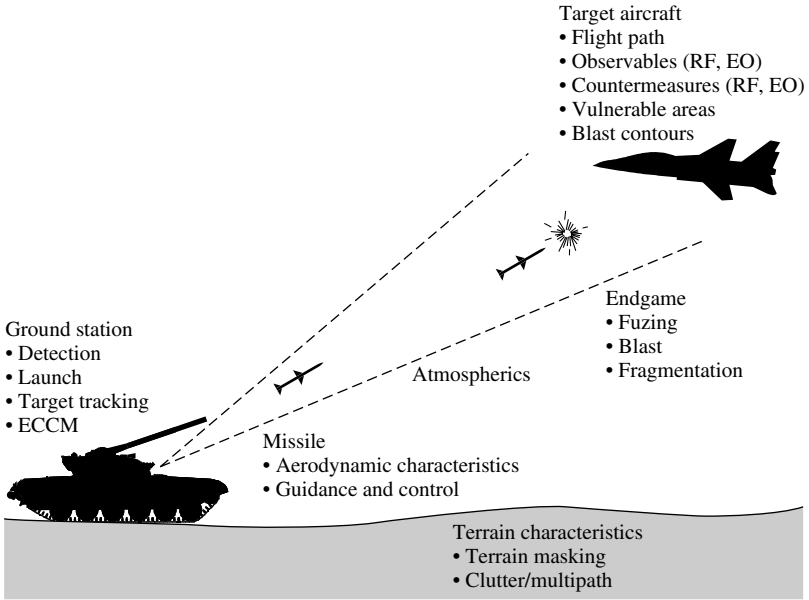 Target aircraft
• Flight path
• Observables (RF, EO)
• Countermeasures (RF, EO)
• Vulnerable areas
• Blast contours
Endgame
• Fuzing
• Blast
• Fragmentation
Ground station
• Detection
• Launch
• Target tracking
• ECCM
Atmospherics
Missile
• Aerodynamic characteristics
• Guidance and control
Terrain characteristics
• Terrain masking
• Clutter/multipath